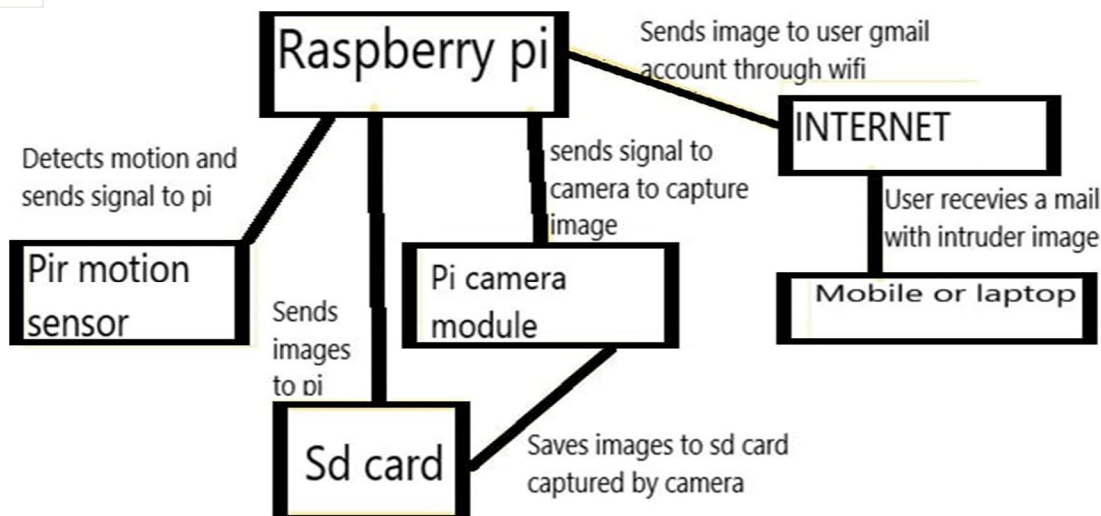 Raspberry pi
Sends image to user gmail
account through wifi
INTERNET
Detects motion and
sends signal to pi
sends signal to
camera to capture
image
User recevies a mail
with intruder image
Pir motion
sensor
Pi camera
module
Mobile or laptop
Sends
images
to pi
Sd card
Saves images to sd card
captured by camera